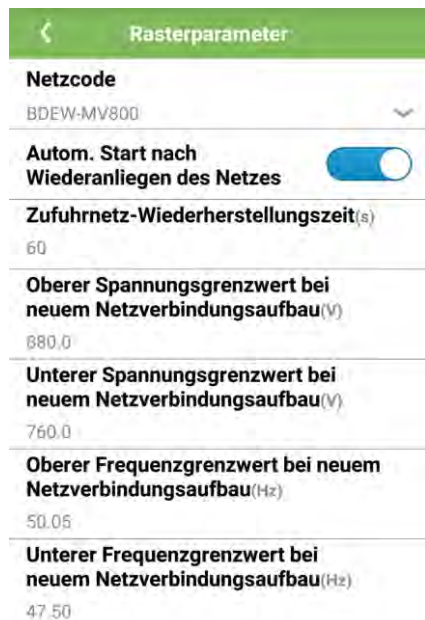 Rasterparameter
Netzcode
BDEW-MV800
Autom. Start nach
Wiederanliegen des Netzes
Zufuhrnetz-Wiederherstellungszeit(s)
60
Oberer Spannungsgrenzwert bei
neuem Netzverbindungsaufbau(V)
880.0
Unterer Spannungsgrenzwert bei
neuem Netzverbindungsaufbau(V)
760.0
Oberer Frequenzgrenzwert bei neuem
Netzverbindungsaufbau(Hz)
50.05
Unterer Frequenzgrenzwert bei
neuem Netzverbindungsaufbau(Hz)
47.50